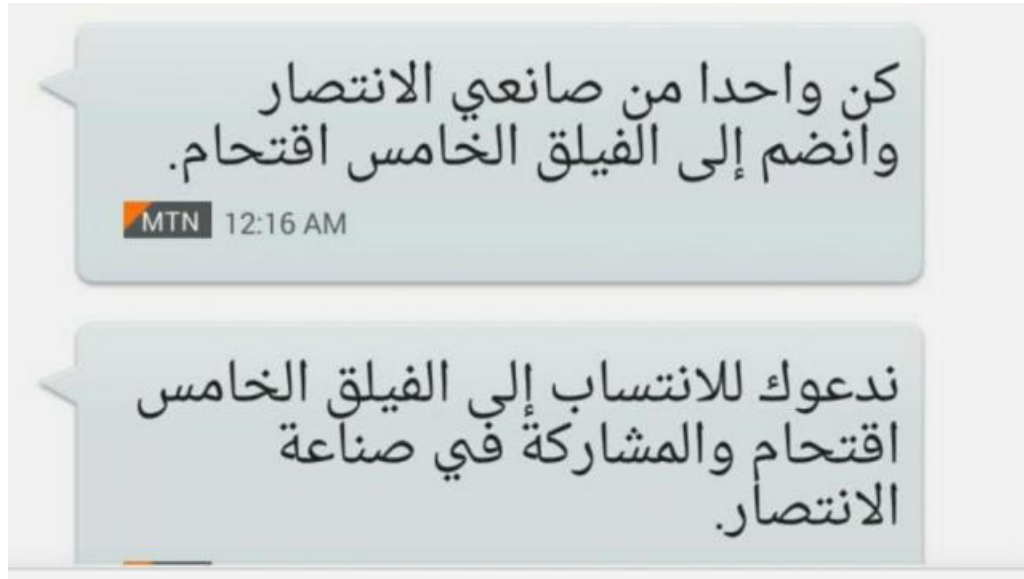 كن واحدا من صانعي الانتصار
وانضم إلى الفيلق الخامس اقتحام.
MTN 12:16 AM
ندعوك للانتساب إلى الفيلق الخامس
اقتحام والمشاركة في صناعة
الانتصار.